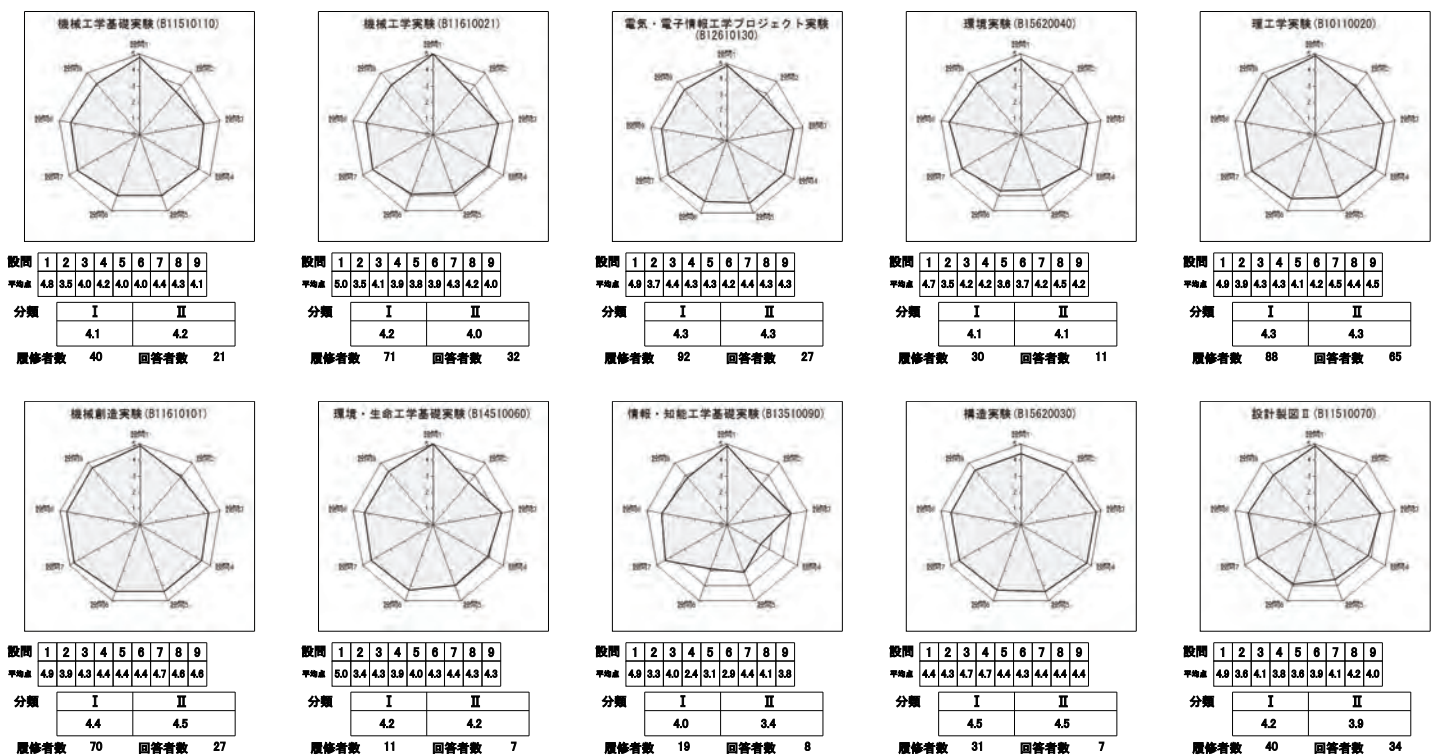 機械工学基礎実験(B11510110)
設問 1 2 3 4 5 6 7 8 9
平均点 4.8 3.5 4.0 4.2 4.0 4.0 4.4 4.3 4.1
分類 Ⅰ Ⅱ
4.1 4.2
履修者数 40 回答者数 21
機械工学実験(B11610021)
設問 1 2 3 4 5 6 7 8 9
平均点 5.0 3.5 4.1 3.9 3.8 3.9 4.3 4.2 4.0
分類 Ⅰ Ⅱ
4.2 4.0
履修者数 71 回答者数 32
電気・電子情報工学プロジェクト実験
(B12610130)
設問 1 2 3 4 5 6 7 8 9
平均点 4.9 3.7 4.4 4.3 4.3 4.2 4.4 4.3 4.3
分類 Ⅰ Ⅱ
4.3 4.3
履修者数 92 回答者数 27
環境実験(B15620040)
設問 1 2 3 4 5 6 7 8 9
平均点 4.7 3.5 4.2 4.2 3.6 3.7 4.2 4.5 4.2
分類 Ⅰ Ⅱ
4.1 4.1
履修者数 30 回答者数 11
理工学実験(B10110020)
設問 1 2 3 4 5 6 7 8 9
平均点 4.9 3.9 4.3 4.3 4.1 4.2 4.5 4.4 4.5
分類 Ⅰ Ⅱ
4.3 4.3
履修者数 88 回答者数 65
機械創造実験(B11610101)
設問 1 2 3 4 5 6 7 8 9
平均点 4.9 3.9 4.3 4.4 4.4 4.4 4.7 4.6 4.6
分類 Ⅰ Ⅱ
4.4 4.5
履修者数 70 回答者数 27
環境・生命工学基礎実験(B14510060)
設問 1 2 3 4 5 6 7 8 9
平均点 5.0 3.4 4.3 3.9 4.0 4.3 4.4 4.3 4.3
分類 Ⅰ Ⅱ
4.2 4.2
履修者数 11 回答者数 7
情報・知能工学基礎実験(B13510090)
設問 1 2 3 4 5 6 7 8 9
平均点 4.9 3.3 4.0 2.4 3.1 2.9 4.4 4.1 3.8
分類 Ⅰ Ⅱ
4.0 3.4
履修者数 19 回答者数 8
構造実験(B15620030)
設問 1 2 3 4 5 6 7 8 9
平均点 4.4 4.3 4.7 4.7 4.4 4.3 4.4 4.4 4.4
分類 Ⅰ Ⅱ
4.5 4.5
履修者数 31 回答者数 7
設計製図Ⅱ(B11510070)
設問 1 2 3 4 5 6 7 8 9
平均点 4.9 3.6 4.1 3.8 3.6 3.9 4.1 4.2 4.0
分類 Ⅰ Ⅱ
4.2 3.9
履修者数 40 回答者数 34